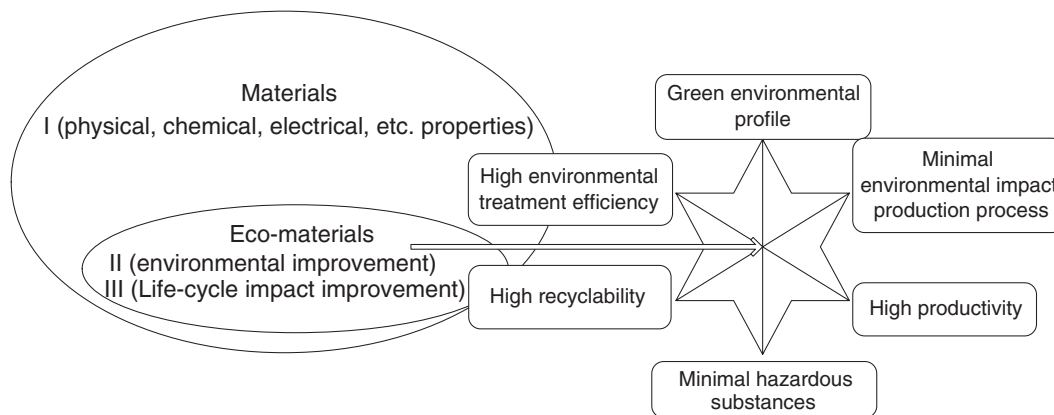 Materials
I (physical, chemical, electrical, etc. properties)
Eco-materials
II (environmental improvement)
III (Life-cycle impact improvement)
Green environmental
profile
High environmental
treatment efficiency
Minimal
environmental impact
production process
High recyclability
High productivity
Minimal hazardous
substances